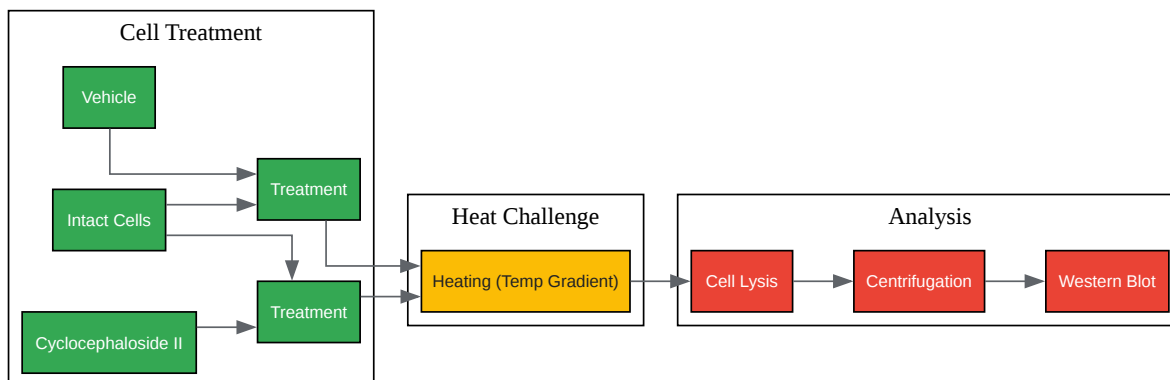 Cell Treatment
Vehicle
Treatment
Intact Cells
Treatment
Cyclocephaloside II
Heat Challenge
Heating (Temp Gradient)
Analysis
Cell Lysis
Centrifugation
Western Blot